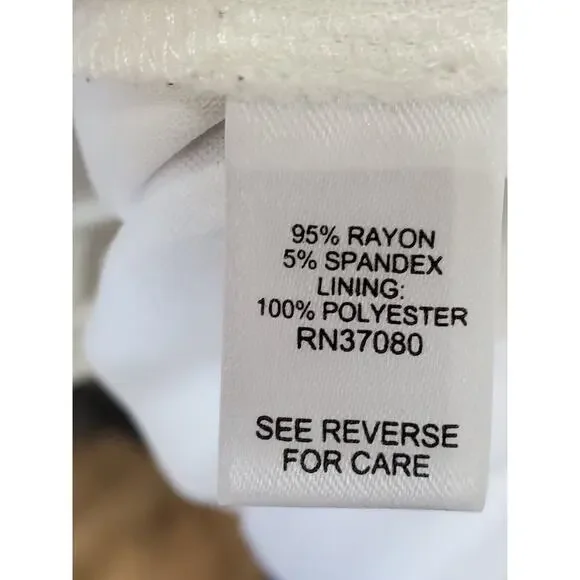 95% RAYON
5% SPANDEX
LINING:
100% POLYESTER
RN37080
SEE REVERSE
FOR CARE